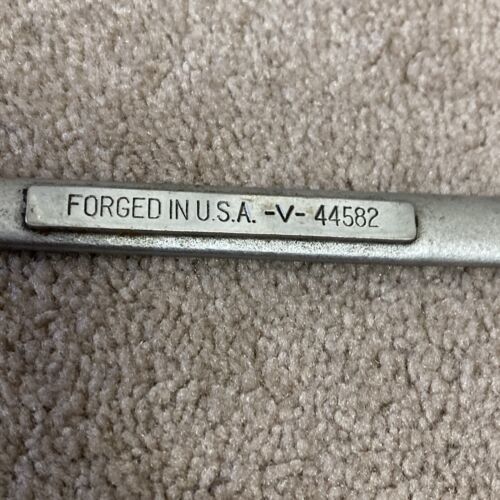 FORGED IN U.S.A. -V- 44582